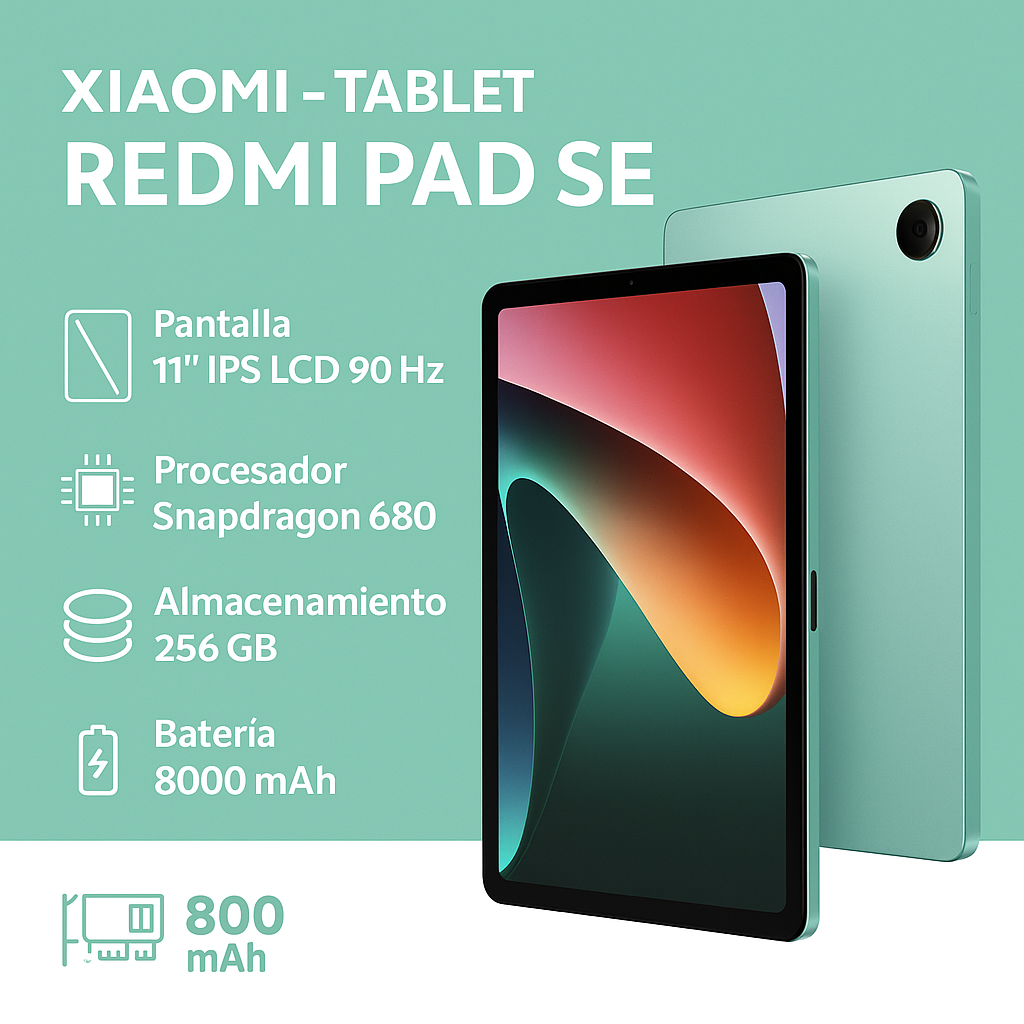 XIAOMI - TABLET
REDMI PAD SE
Pantalla
11" IPS LCD 90 Hz
Procesador
Snapdragon 680
Almacenamiento
256 GB
Batería
8000 mAh
800
mAh